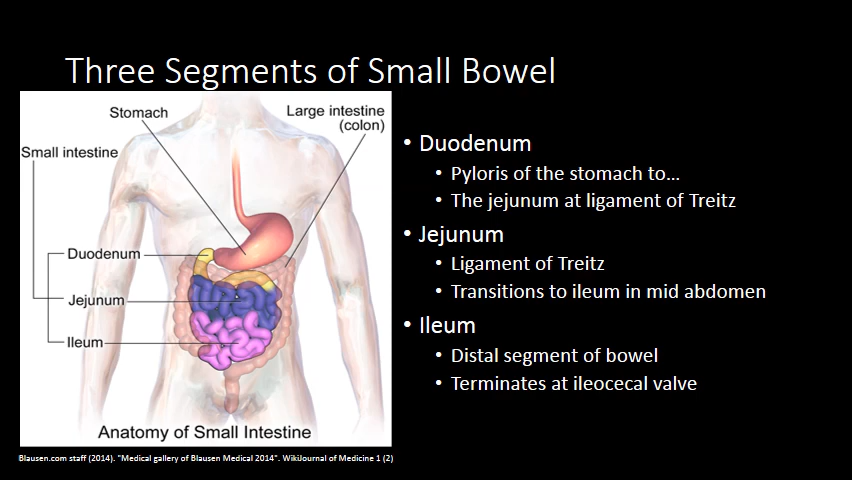 Three Segments of Small Bowel
Stomach
Large intestine
(colon)
Small intestine
Duodenum
Jejunum
Ileum
Anatomy of Small Intestine
Blausen.com staff (2014). "Medical gallery of Blausen Medical 2014". WikiJournal of Medicine 1 (2)
• Duodenum
• Pyloris of the stomach to…
• The jejunum at ligament of Treitz
• Jejunum
• Ligament of Treitz
• Transitions to ileum in mid abdomen
• Ileum
• Distal segment of bowel
• Terminates at ileocecal valve